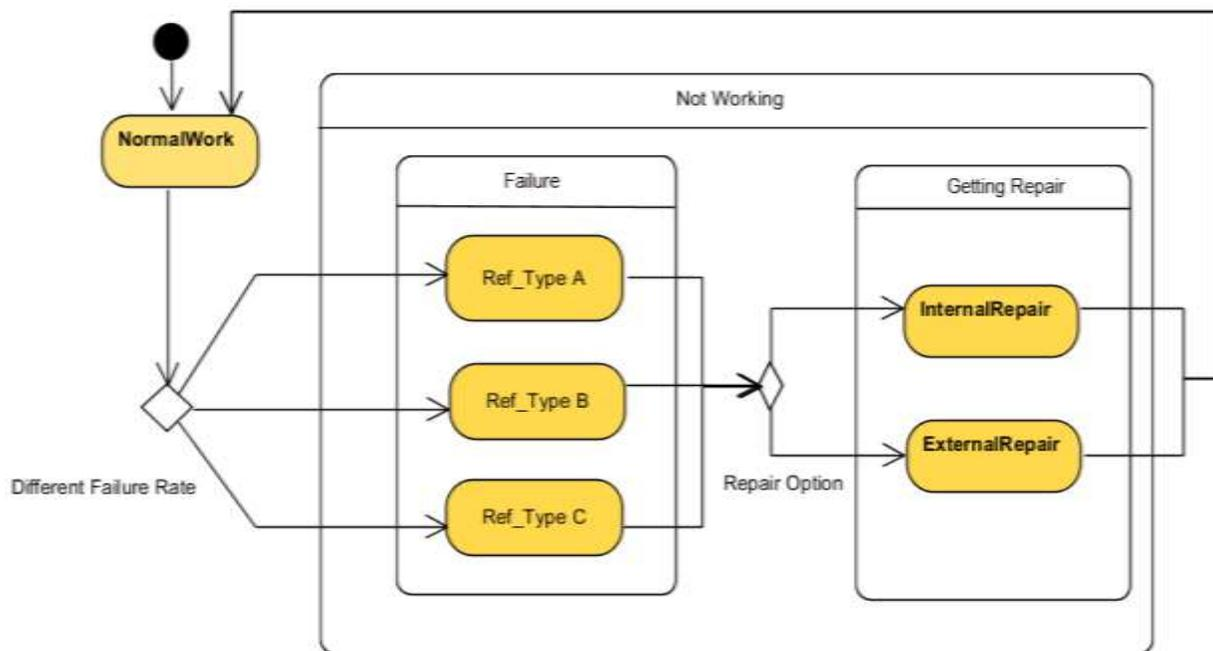 Not Working
NormalWork
Failure
Getting Repair
Ref_Type A
InternalRepair
Ref_Type B
ExternalRepair
Different Failure Rate
Repair Option
Ref_Type C